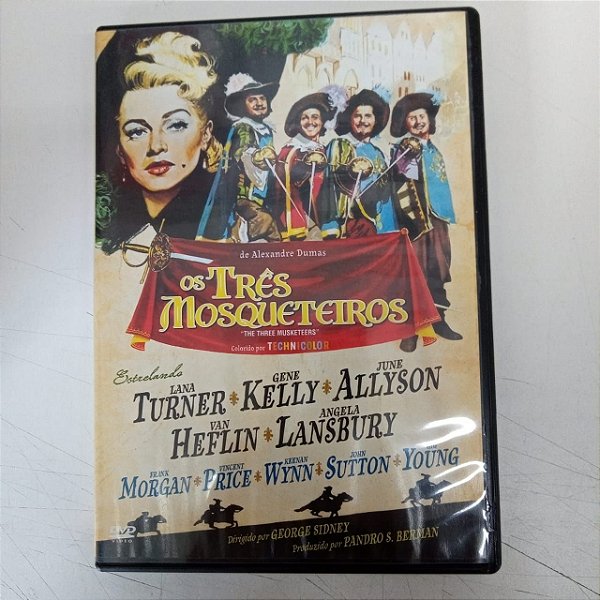 de Alexandre Dumas
OS TRÊS
MOSQUETEIROS
"THE THREE MUSKETEERS"
Colorido por TECHNICOLOR
Estrelando
LANA TURNER GENE KELLY JUNE ALLYSON
VAN HEFLIN ANGELA LANSBURY
FRANK MORGAN VINCENT PRICE KEENAN WYNN JOHN SUTTON YOUNG
DVD
VIDEO
Dirigido por GEORGE SIDNEY
Produzido por PANDRO S. BERMAN